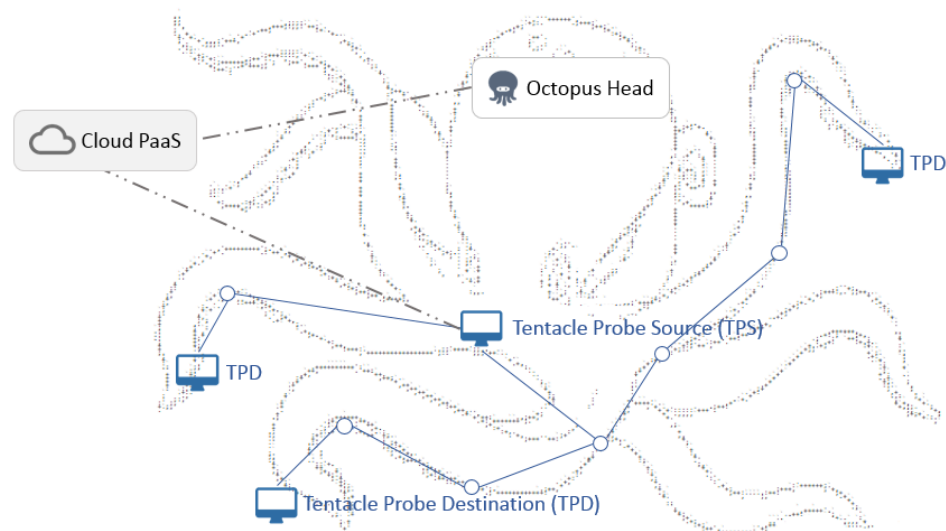 Octopus Head
Cloud PaaS
TPD
Tentacle Probe Source (TPS)
TPD
Tentacle Probe Destination (TPD)